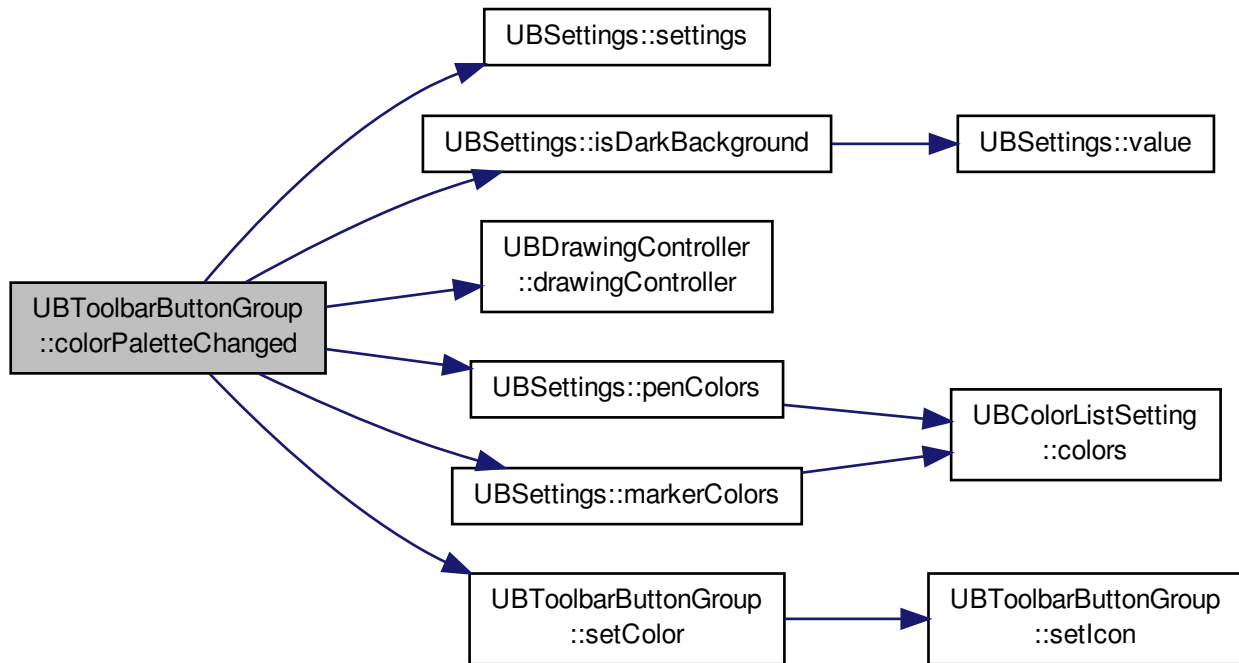 UBToolbarButtonGroup
::colorPaletteChanged
UBSettings::settings
UBSettings::isDarkBackground
UBSettings::value
UBDrawingController
::drawingController
UBSettings::penColors
UBSettings::markerColors
UBColorListSetting
::colors
UBToolbarButtonGroup
::setColor
UBToolbarButtonGroup
::setIcon